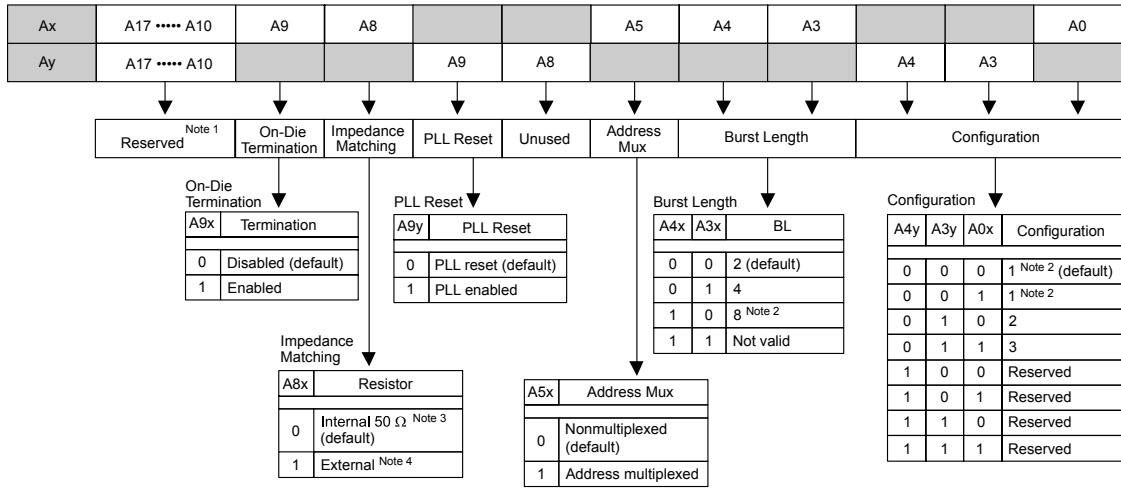 Ax A17 ••••• A10 A9 A8 A5 A4 A3 A0
Ay A17 ••••• A10 A9 A8 A4 A3
Reserved Note 1 On-Die Termination Impedance Matching PLL Reset Unused Address Mux Burst Length Configuration
On-Die
Termination
A9x Termination
0 Disabled (default)
1 Enabled
PLL Reset
A9y PLL Reset
0 PLL reset (default)
1 PLL enabled
Burst Length
A4x A3x BL
0 0 2 (default)
0 1 4
1 0 8 Note 2
1 1 Not valid
Configuration
A4y A3y A0x Configuration
0 0 0 1 Note 2 (default)
0 0 1 1 Note 2
0 1 0 2
0 1 1 3
1 0 0 Reserved
1 0 1 Reserved
1 1 0 Reserved
1 1 1 Reserved
Impedance
Matching
A8x Resistor
0 Internal 50 Ω Note 3
(default)
1 External Note 4
A5x Address Mux
0 Nonmultiplexed
(default)
1 Address multiplexed